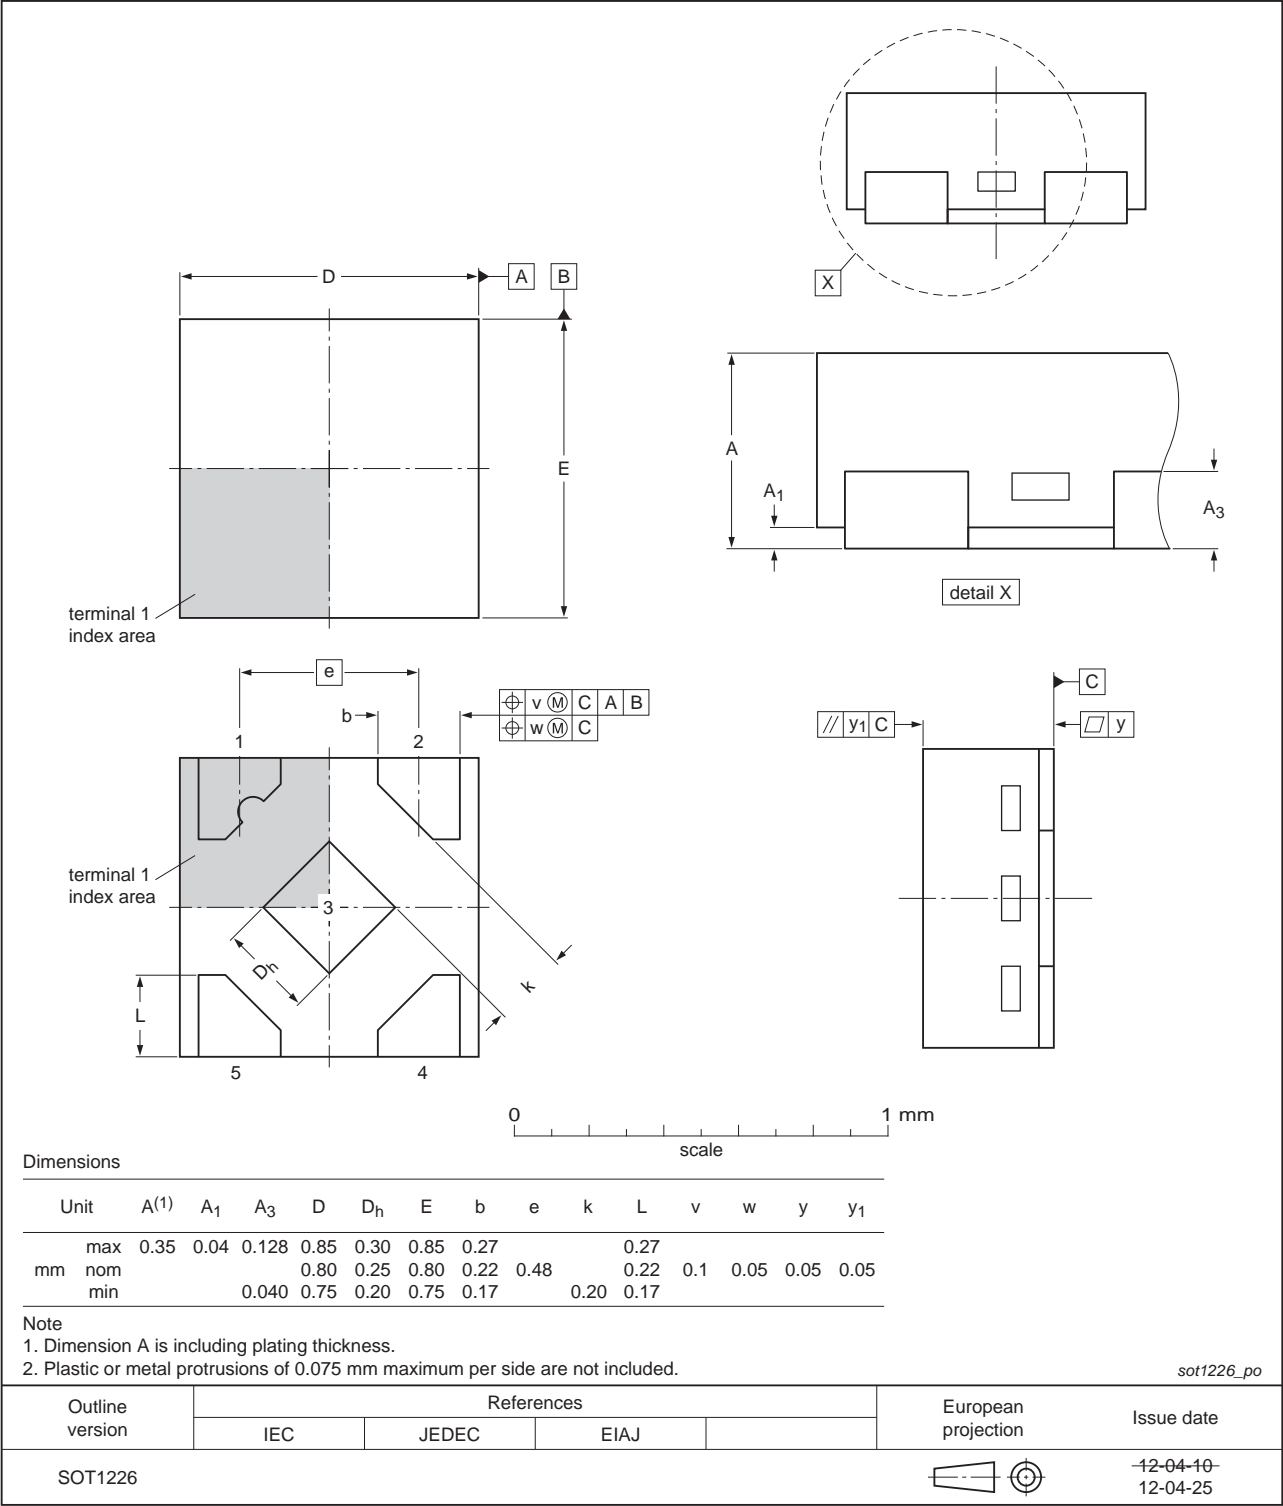 X
D
A
B
E
terminal 1
index area
A
A1
A3
detail X
e
b
v M C A B
w M C
1
2
terminal 1
index area
3
Dh
k
L
5
4
C
// y1 C
y
0
1 mm
scale
Dimensions
Unit A(1) A1 A3 D Dh E b e k L v w y y1
max 0.35 0.04 0.128 0.85 0.30 0.85 0.27 0.27
mm nom 0.80 0.25 0.80 0.22 0.48 0.22 0.1 0.05 0.05 0.05
min 0.040 0.75 0.20 0.75 0.17 0.20 0.17
Note
1. Dimension A is including plating thickness.
2. Plastic or metal protrusions of 0.075 mm maximum per side are not included.
sot1226_po
Outline
version
References
IEC JEDEC EIAJ
European
projection
Issue date
SOT1226
12-04-10
12-04-25